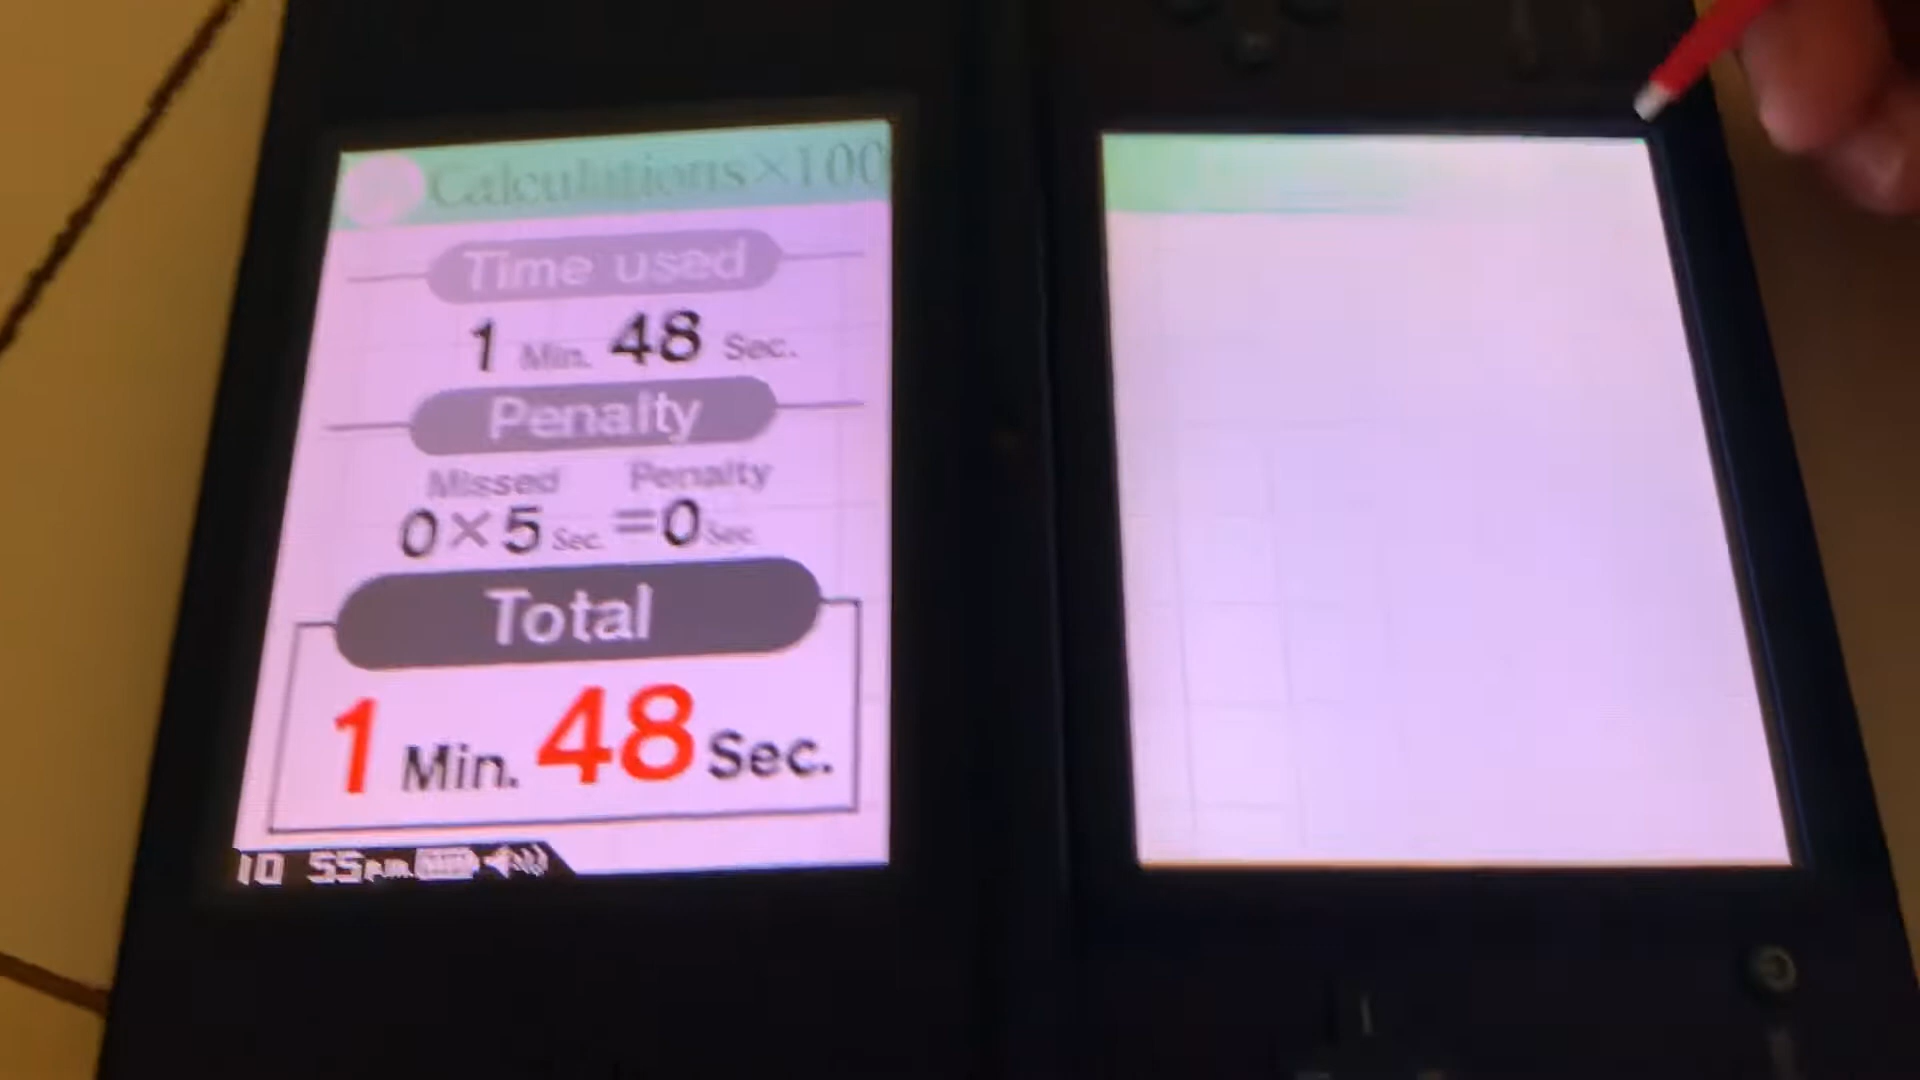 Calculations×100
Time used
1 Min. 48 Sec.
Penalty
Missed Penalty
0×5 Sec. =0 Sec.
Total
1 Min. 48 Sec.
10 55p.m.